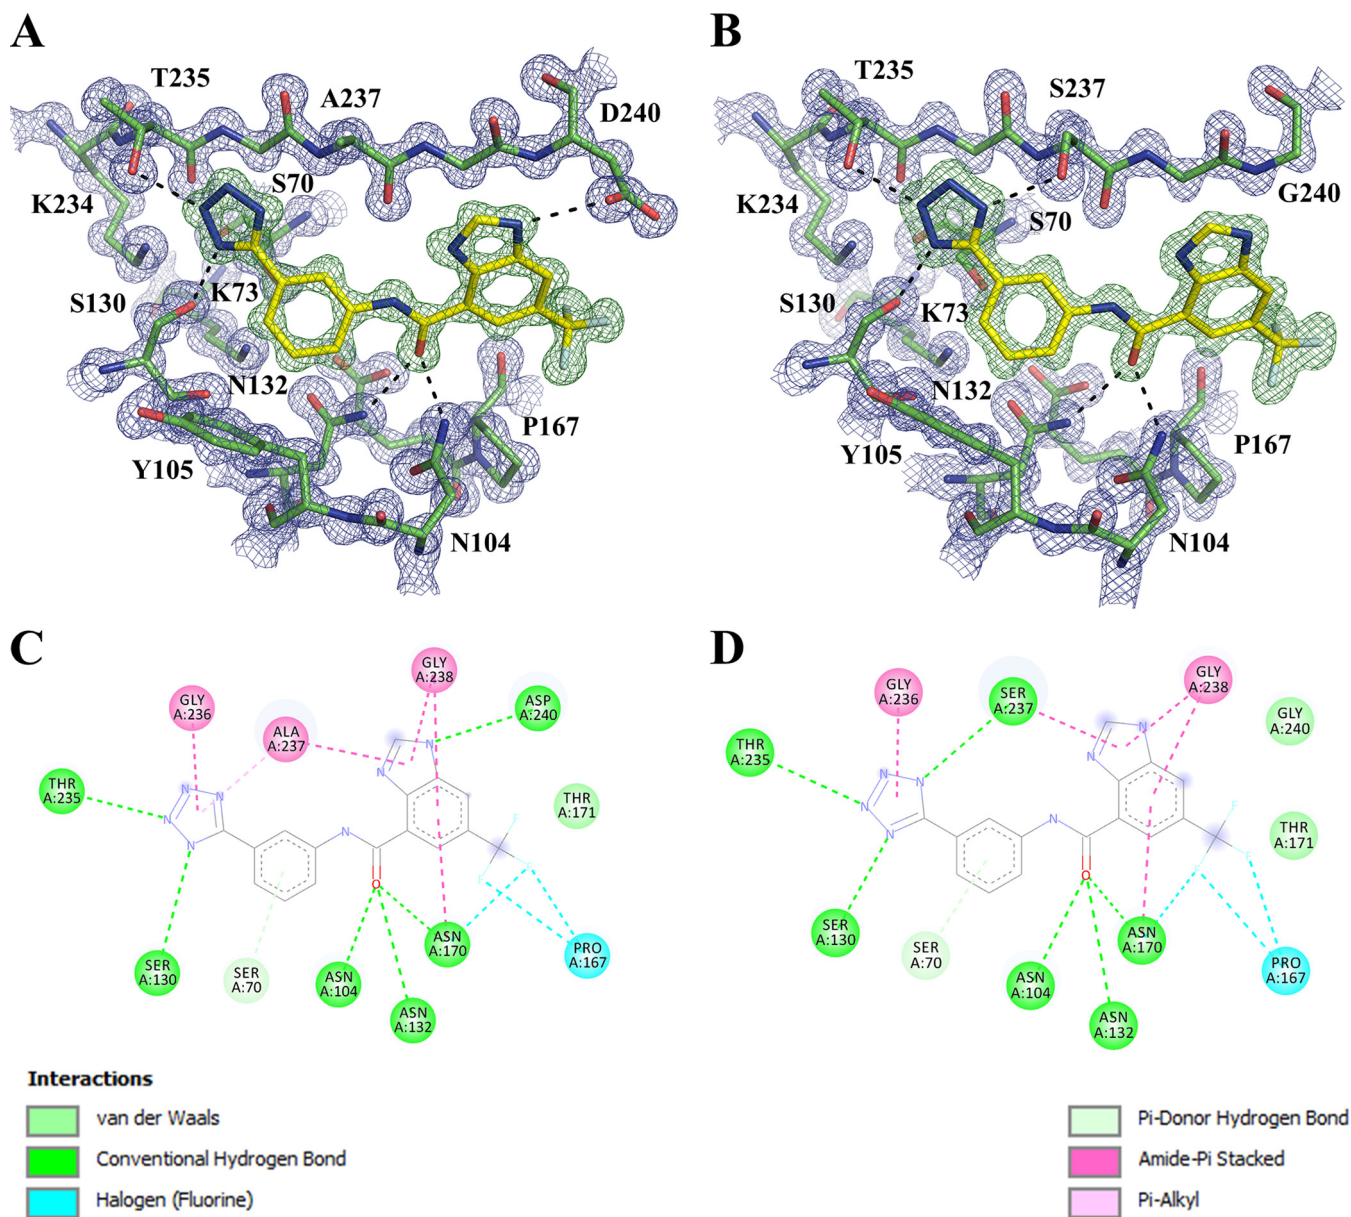 A
T235
A237
D240
S70
K234
S130
K73
N132
P167
Y105
N104
B
T235
S237
K234
S70
G240
S130
K73
N132
Y105
P167
N104
C
GLY
A:236
ALA
A:237
GLY
A:238
ASP
A:240
THR
A:235
THR
A:171
N
N
N
N
N
N
N
O
F
F
F
SER
A:130
SER
A:70
ASN
A:104
ASN
A:132
ASN
A:170
PRO
A:167
D
GLY
A:236
SER
A:237
GLY
A:238
GLY
A:240
THR
A:235
THR
A:171
N
N
N
N
N
N
N
O
F
F
F
SER
A:130
SER
A:70
ASN
A:104
ASN
A:132
ASN
A:170
PRO
A:167
Interactions
van der Waals
Conventional Hydrogen Bond
Halogen (Fluorine)
Pi-Donor Hydrogen Bond
Amide-Pi Stacked
Pi-Alkyl